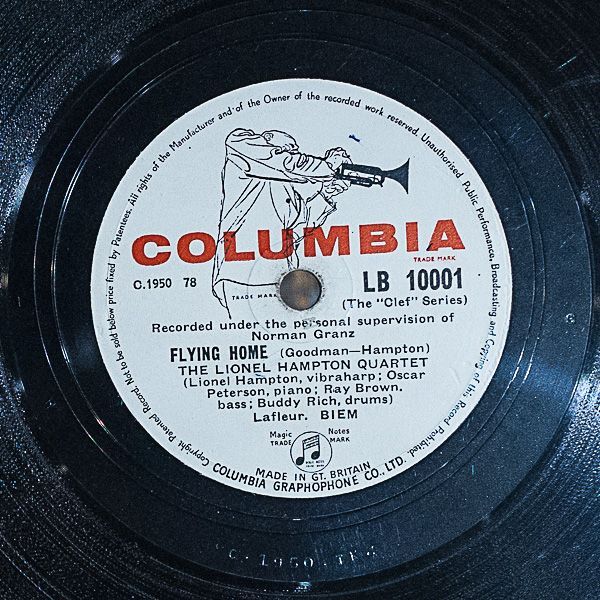 Copyright Patented Record Not to be sold below price fixed by Patentees. All rights of the Manufacturer and of the Owner of the recorded work reserved. Unauthorised Public Performance, Broadcasting and Copying of this Record Prohibited.
COLUMBIA
TRADE MARK
C.1950 78
LB 10001
TRADE MARK
(The "Clef" Series)
Recorded under the personal supervision of
Norman Granz
FLYING HOME (Goodman—Hampton)
THE LIONEL HAMPTON QUARTET
(Lionel Hampton, vibraharp; Oscar
Peterson, piano; Ray Brown.
bass; Buddy Rich, drums)
Lafleur. BIEM
Magic Notes
TRADE MARK
MADE IN GT. BRITAIN
COLUMBIA GRAPHOPHONE CO., LTD.